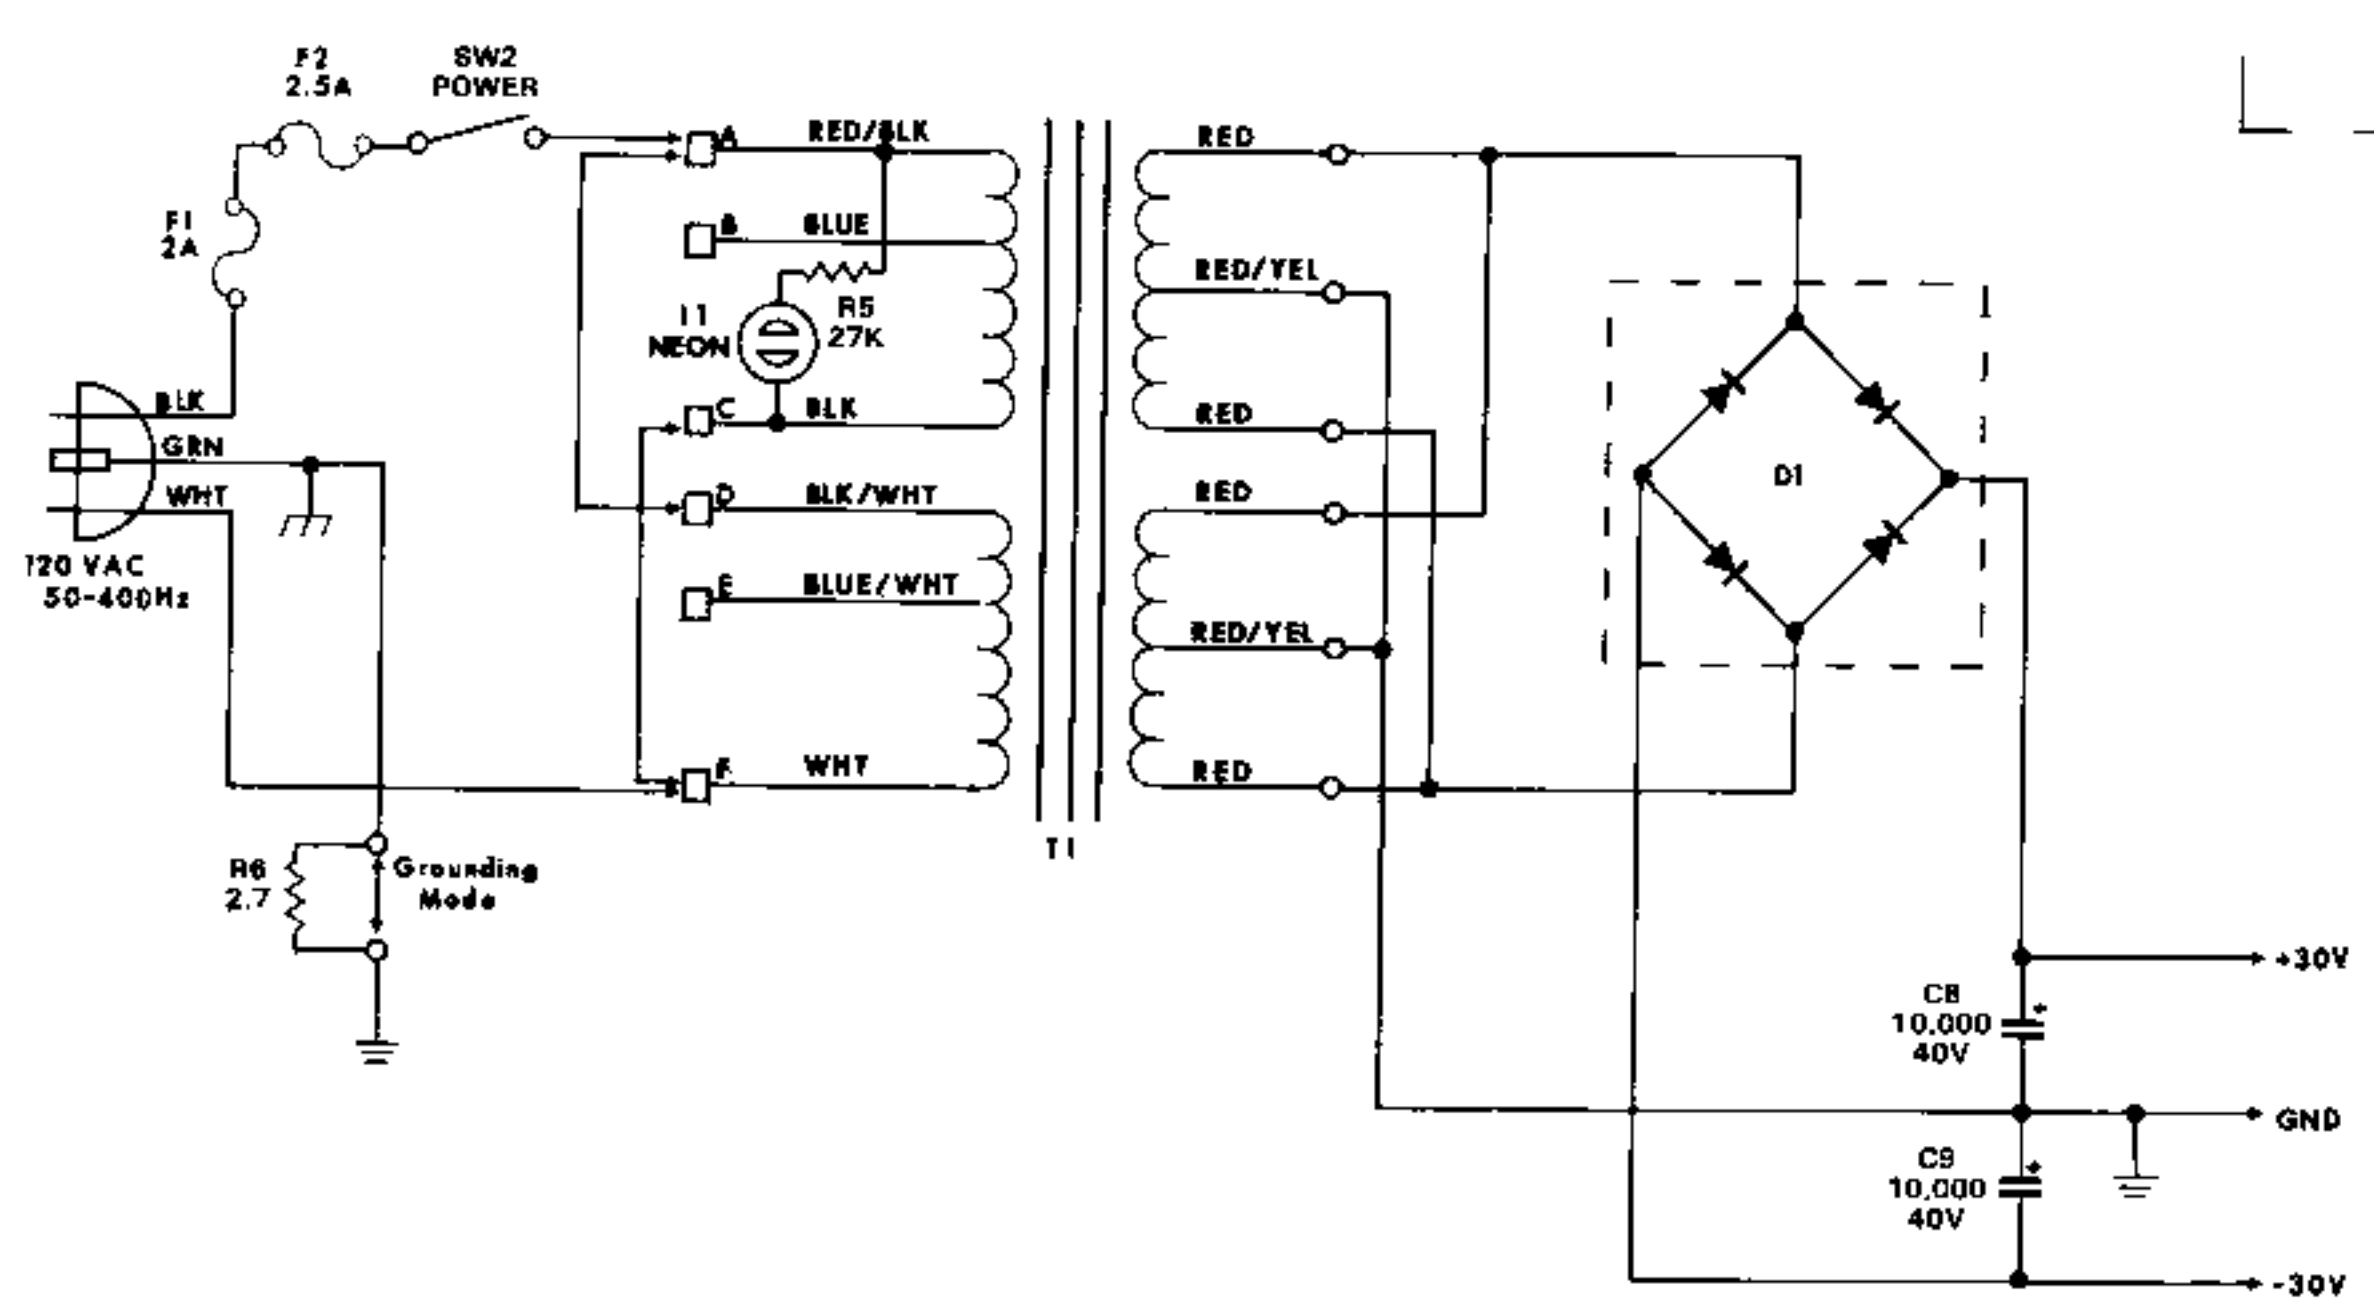 F2
2.5A
SW2
POWER
F1
2A
BLK
GRN
WHT
120 VAC
50-400Hz
R6
2.7
Grounding
Mode
A
RED/BLK
B
BLUE
R5
27K
I1
NEON
C
BLK
D
BLK/WHT
E
BLUE/WHT
F
WHT
T1
RED
RED/YEL
RED
RED
RED/YEL
RED
D1
+30V
C8
10,000
40V
+
GND
C9
10,000
40V
+
-30V